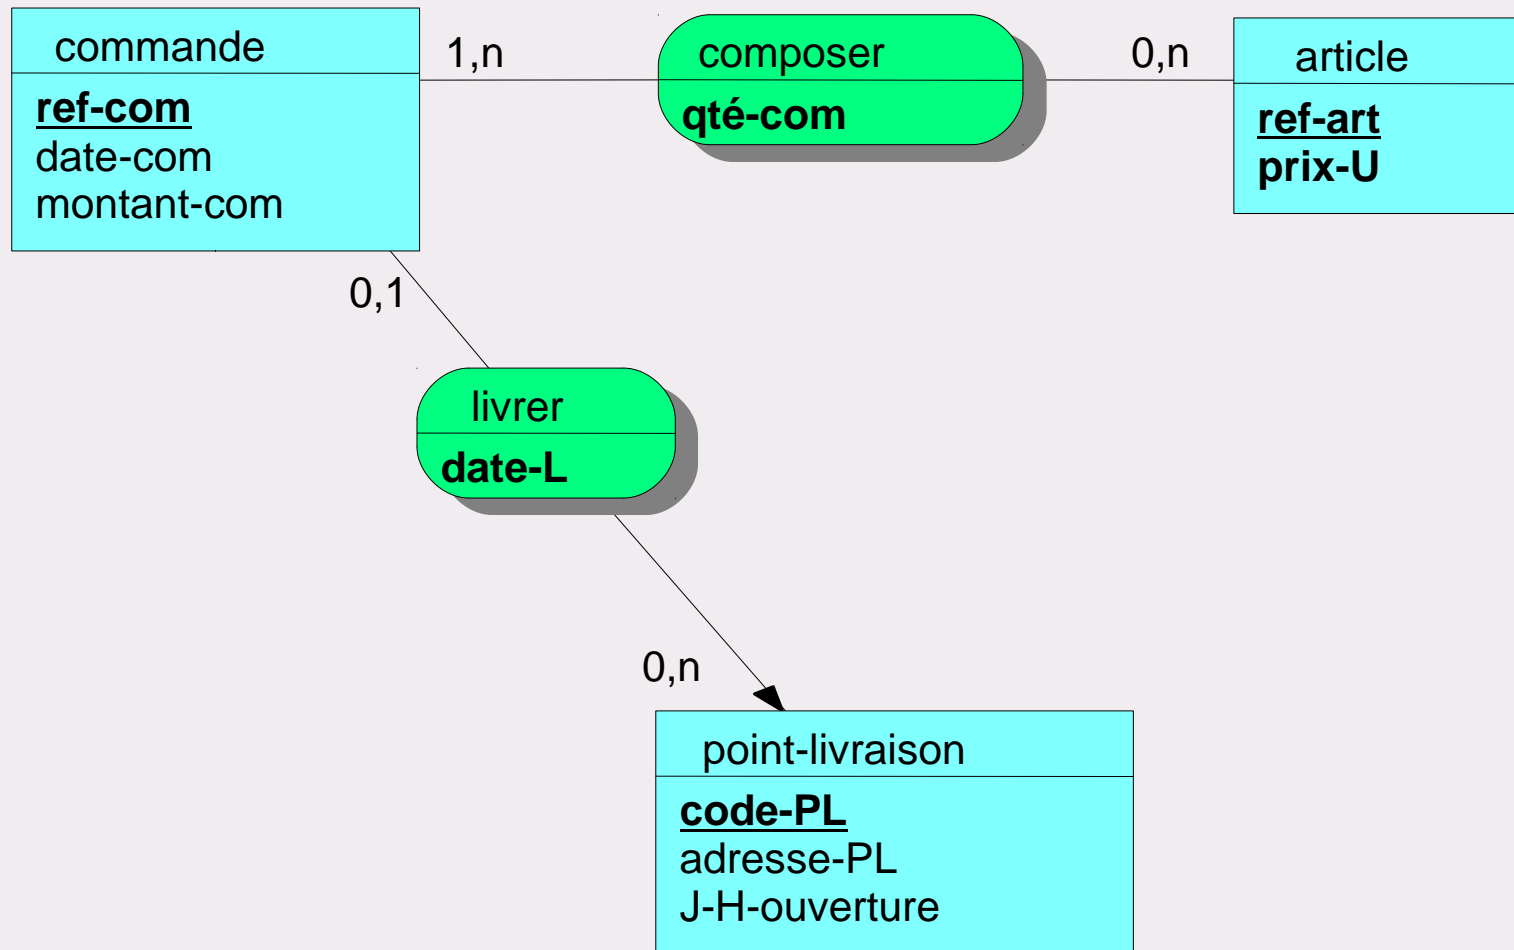 commande
ref-com
date-com
montant-com
1,n
composer
qté-com
0,n
article
ref-art
prix-U
0,1
livrer
date-L
0,n
point-livraison
code-PL
adresse-PL
J-H-ouverture